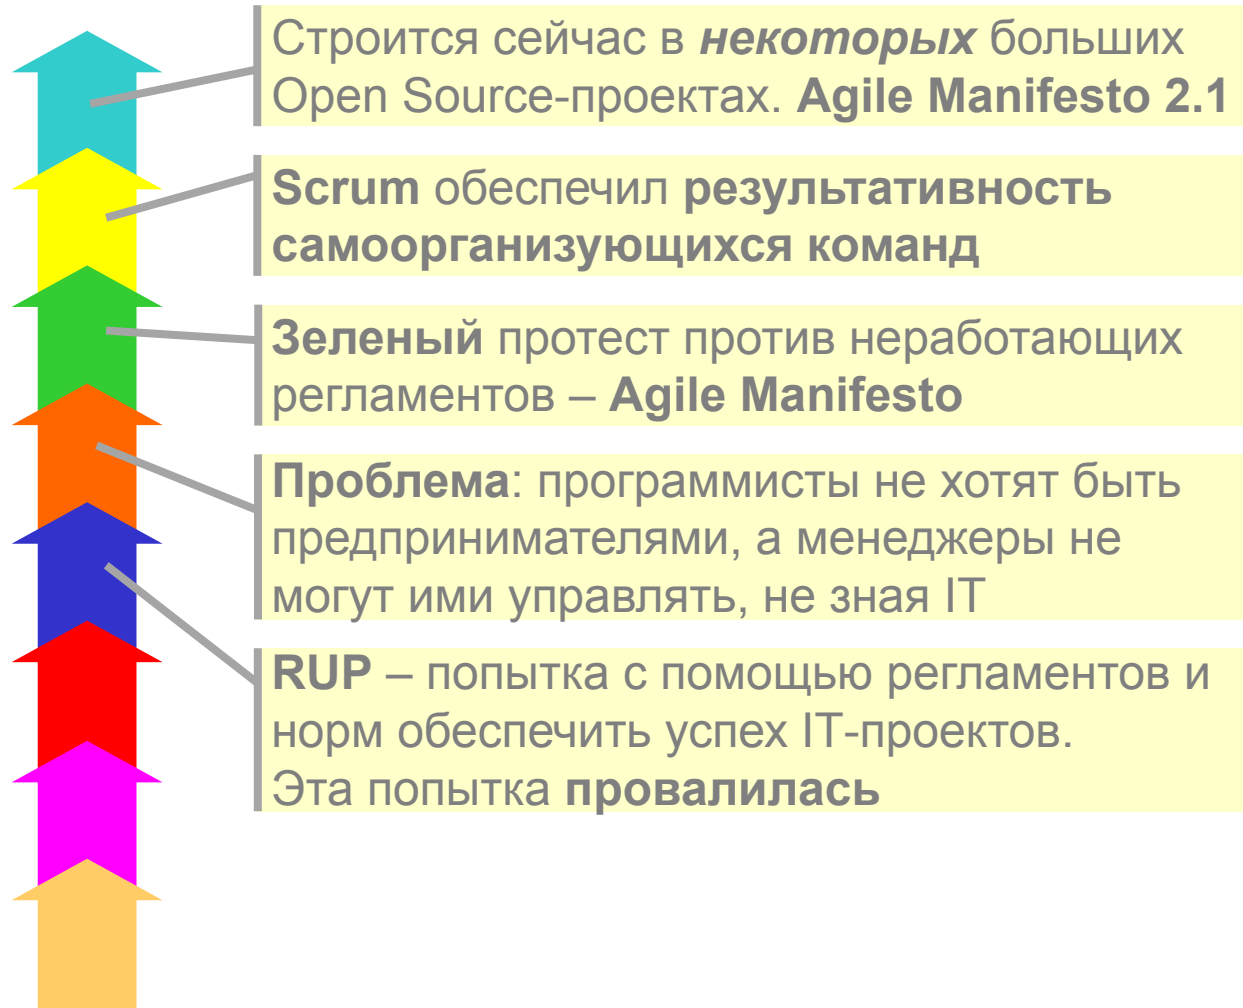 Строится сейчас в некоторых больших
Open Source-проектах. Agile Manifesto 2.1
Scrum обеспечил результативность
самоорганизующихся команд
Зеленый протест против неработающих
регламентов – Agile Manifesto
Проблема: программисты не хотят быть
предпринимателями, а менеджеры не
могут ими управлять, не зная IT
RUP – попытка с помощью регламентов и
норм обеспечить успех IT-проектов.
Эта попытка провалилась